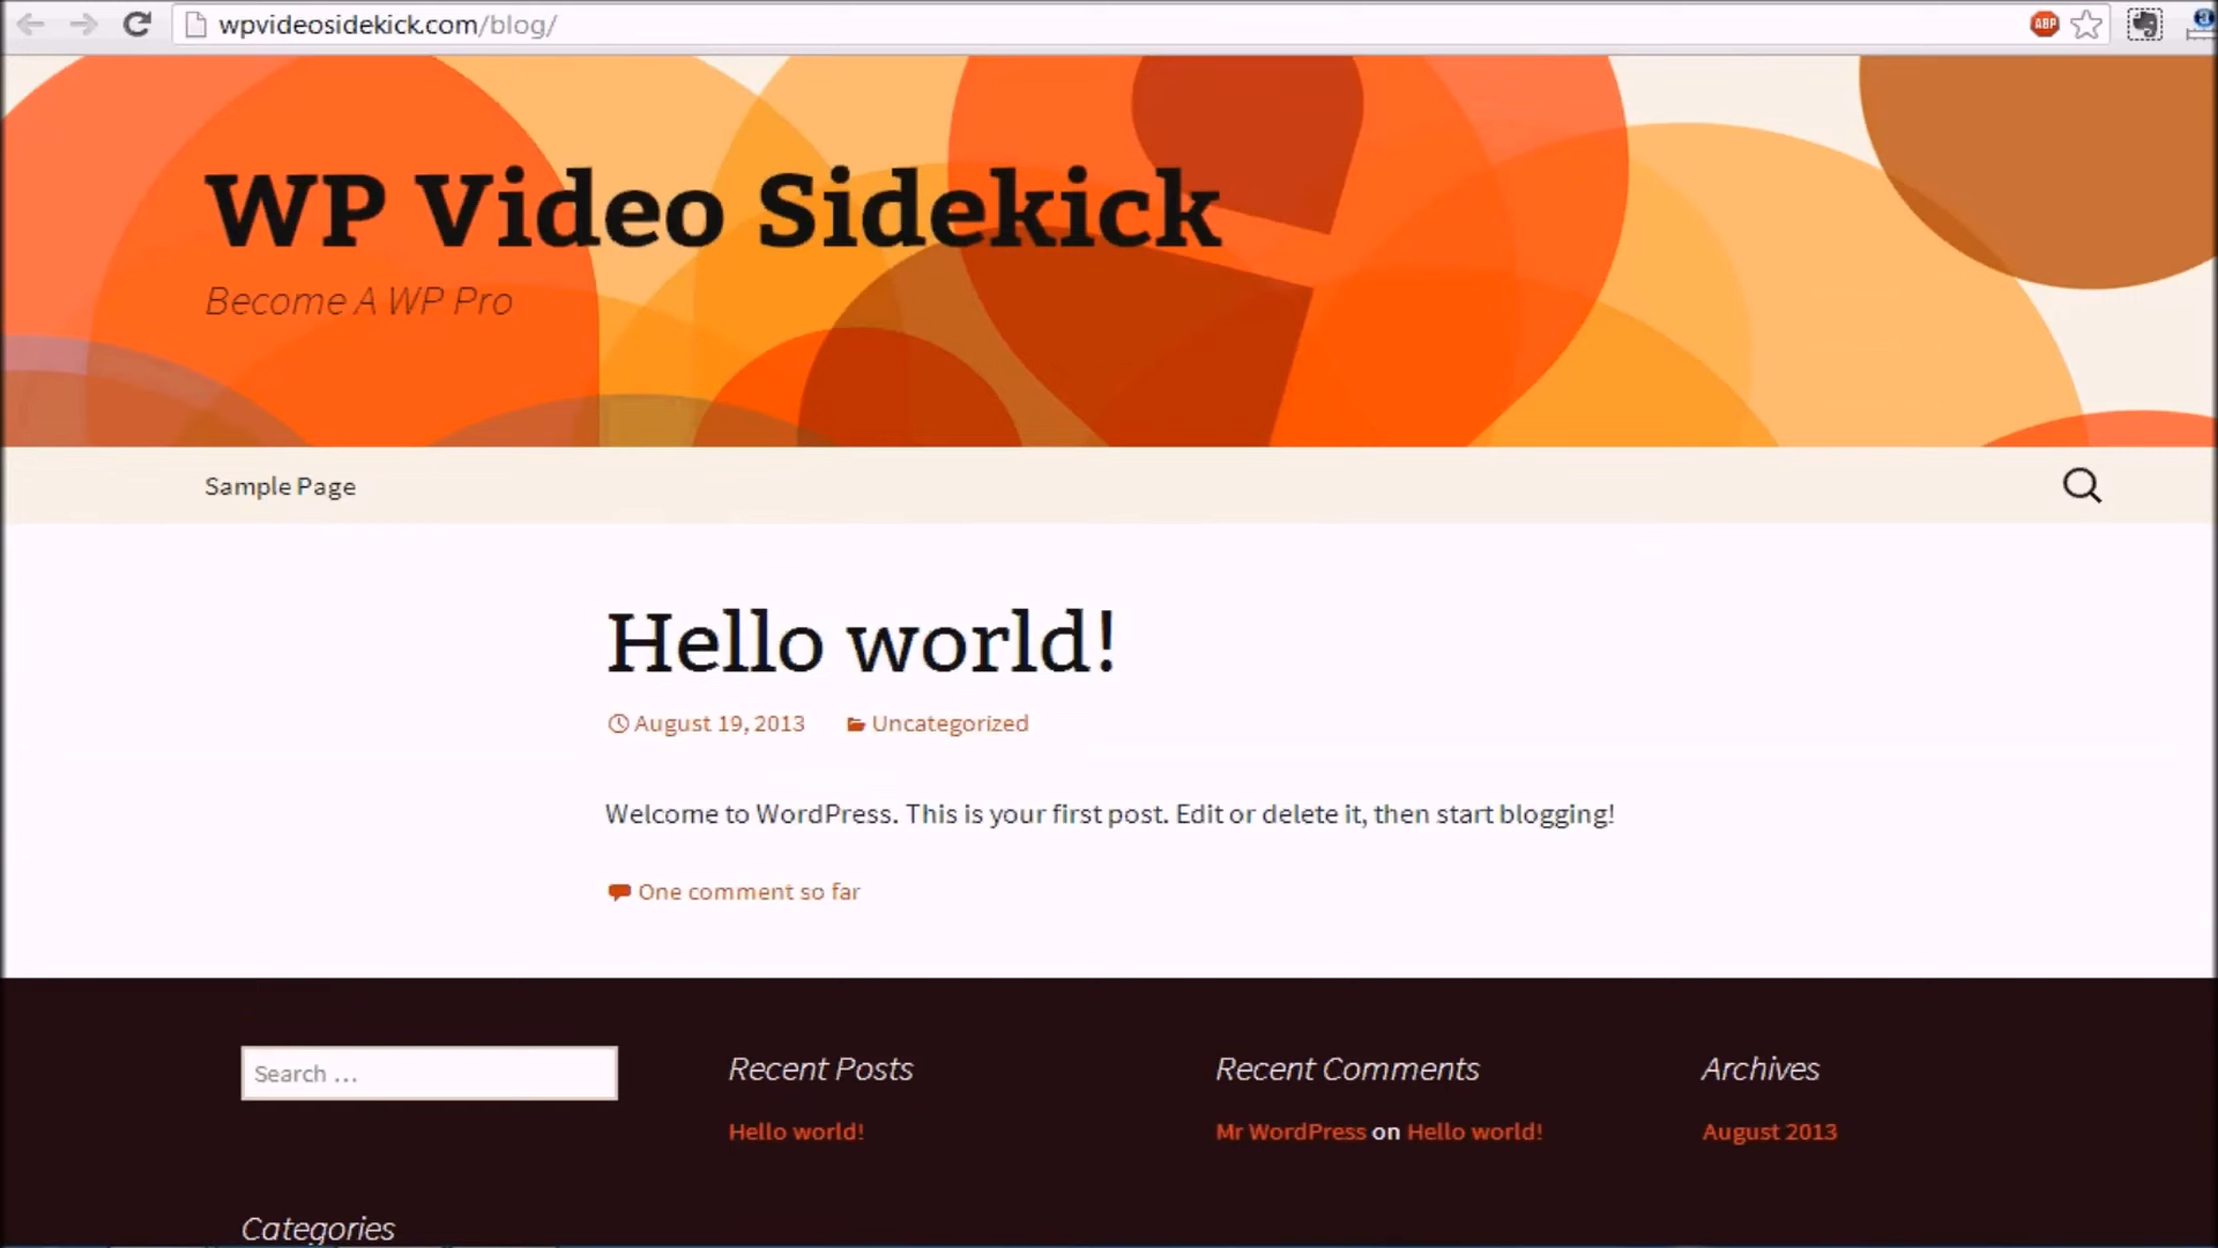 wpvideosidekick.com/blog/
ABP
WP Video Sidekick
Become A WP Pro
Sample Page
Hello world!
August 19, 2013 Uncategorized
Welcome to WordPress. This is your first post. Edit or delete it, then start blogging!
One comment so far
Search ...
Recent Posts
Hello world!
Recent Comments
Mr WordPress on Hello world!
Archives
August 2013
Categories